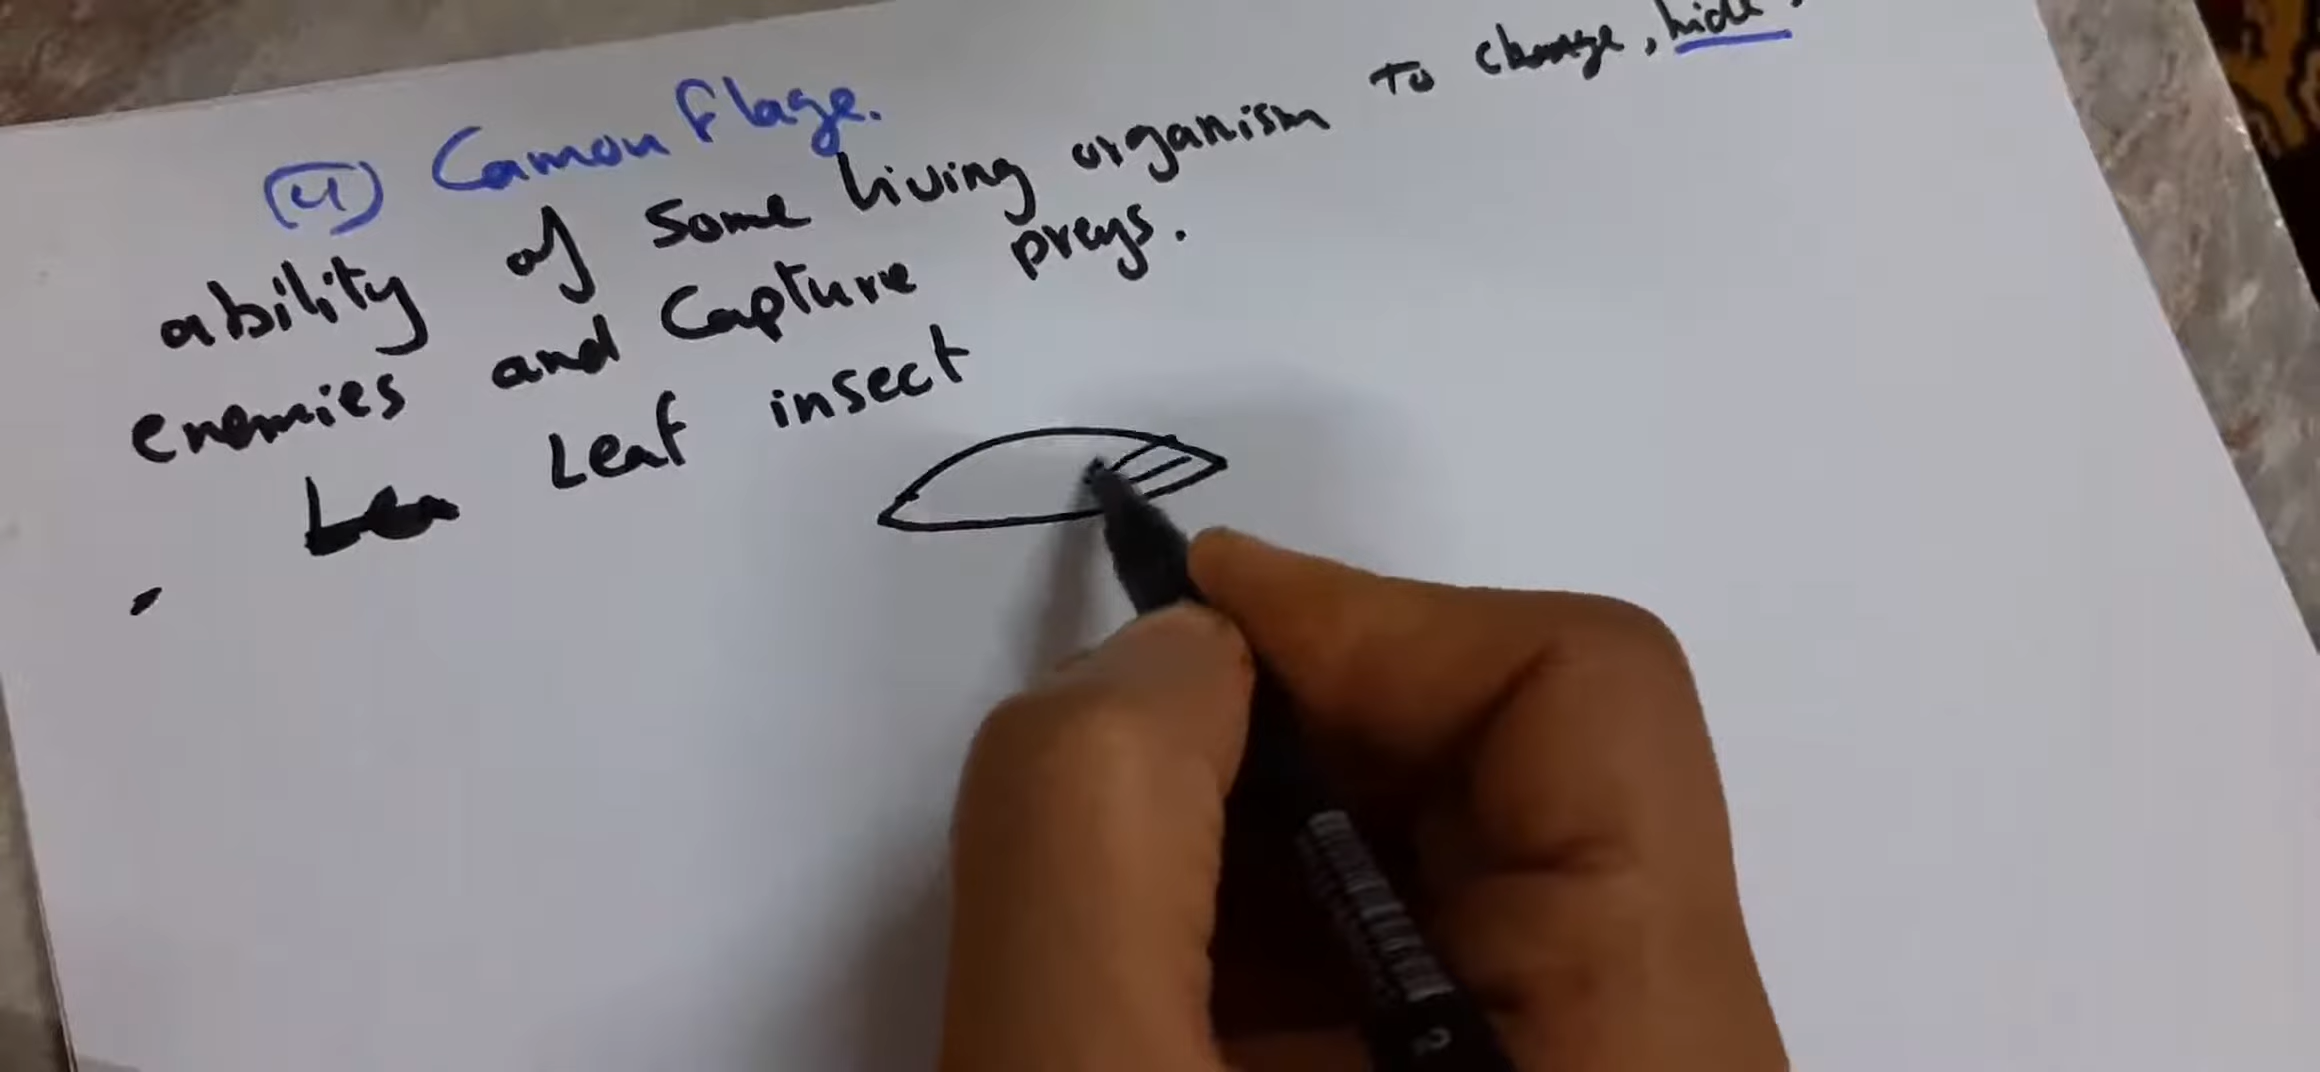 (4) Camouflage.
ability of some living organism to change, hide
enemies and Capture preys.
Leaf insect